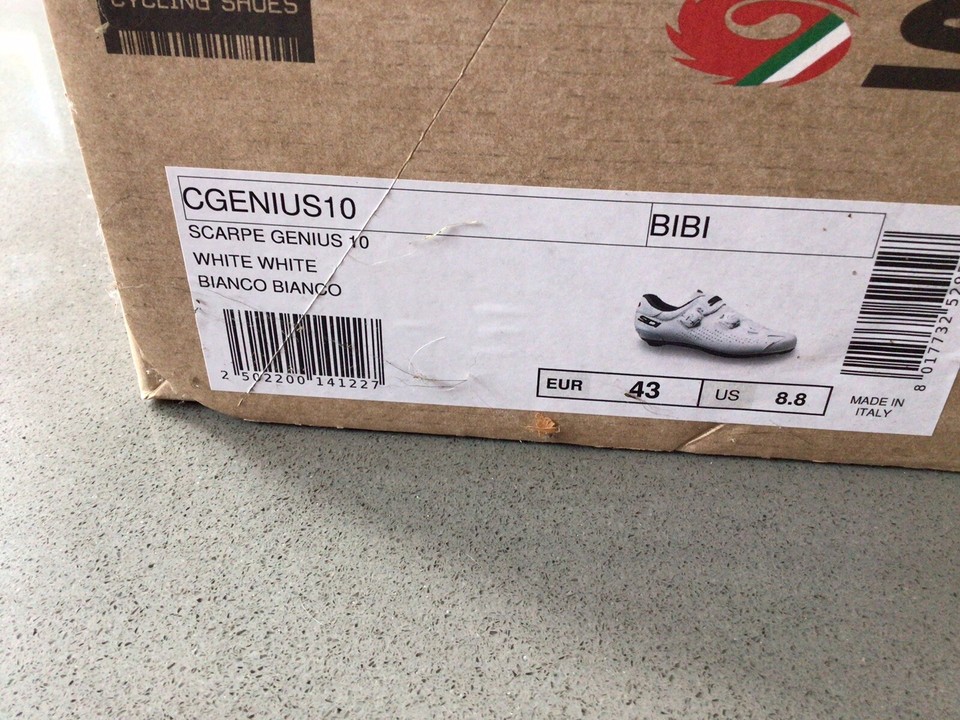 CYCLING SHOES
CGENIUS10
BIBI
SCARPE GENIUS 10
WHITE WHITE
BIANCO BIANCO
2 502200 141227
SIDI
EUR 43 US 8.8
MADE IN
ITALY